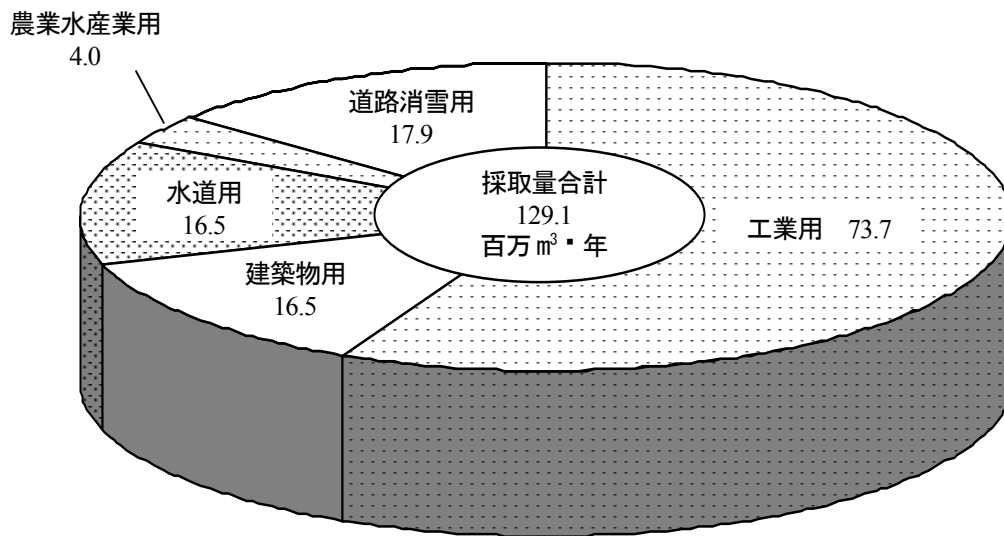 農業水産業用
4.0
道路消雪用
17.9
水道用
16.5
建築物用
16.5
採取量合計
129.1
百万㎥・年
工業用 73.7